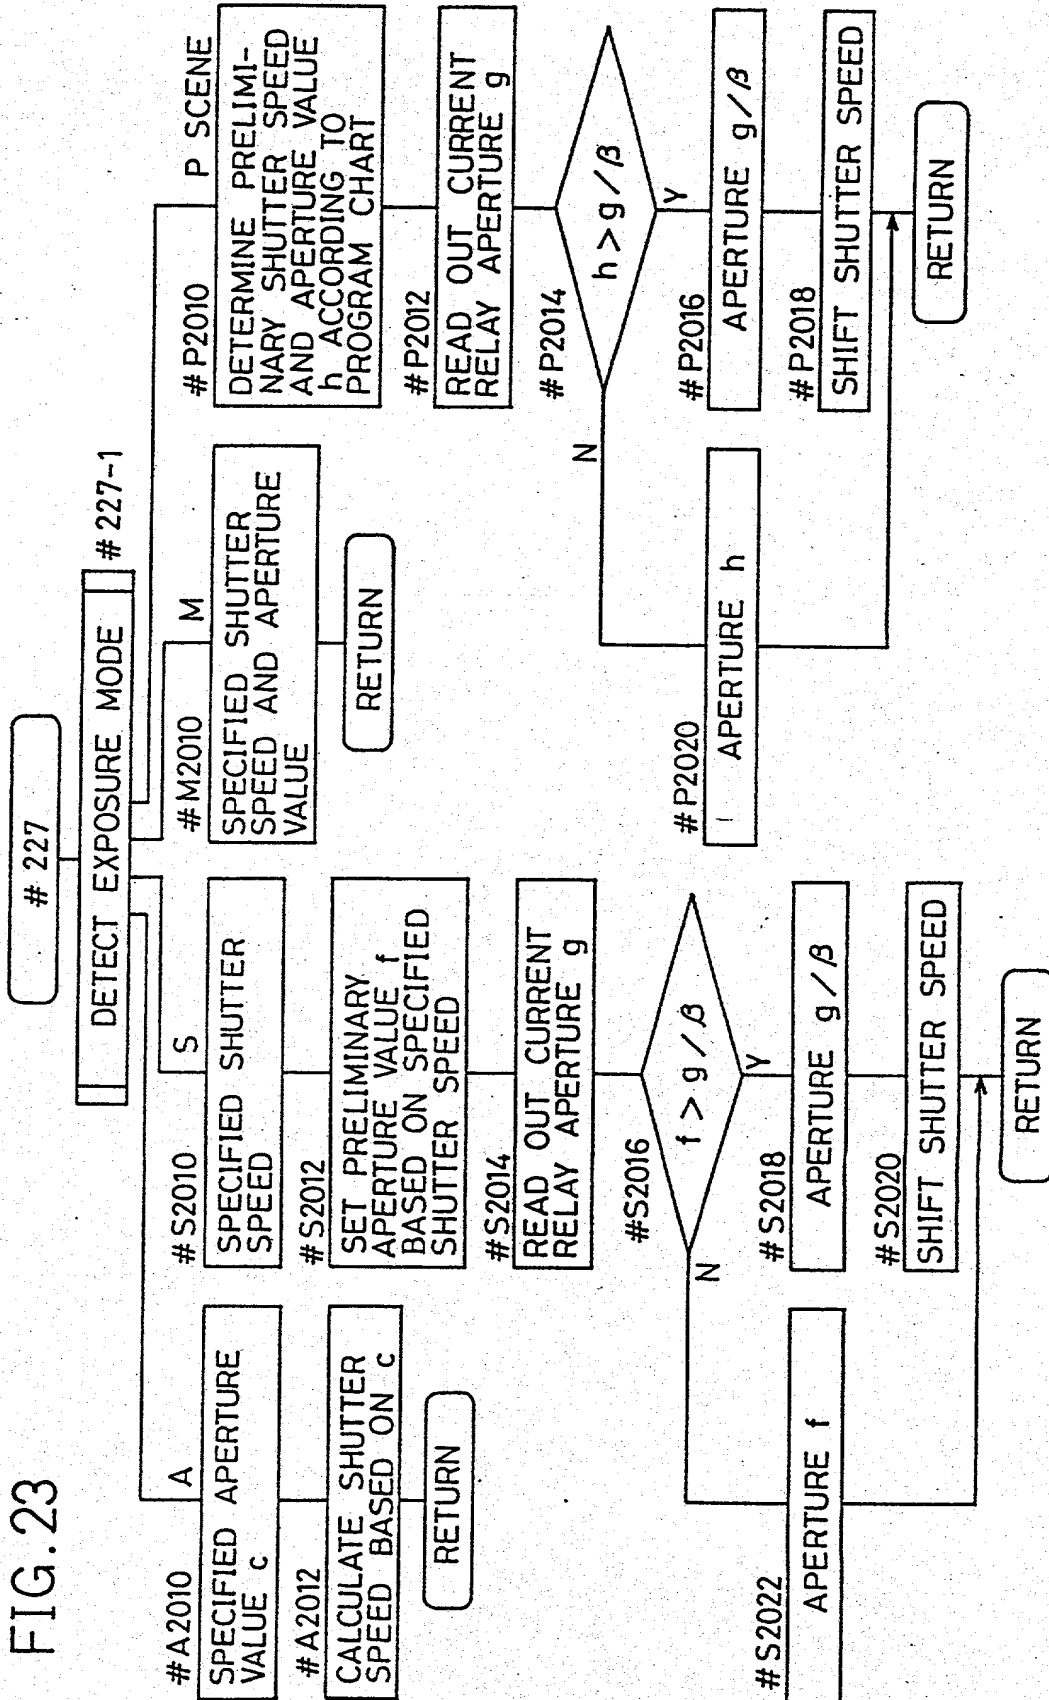 FIG.23
# 227
DETECT EXPOSURE MODE
# 227-1
A
#A2010
SPECIFIED APERTURE
VALUE c
#A2012
CALCULATE SHUTTER
SPEED BASED ON c
RETURN
S
#S2010
SPECIFIED SHUTTER
SPEED
#S2012
SET PRELIMINARY
APERTURE VALUE f
BASED ON SPECIFIED
SHUTTER SPEED
#S2014
READ OUT CURRENT
RELAY APERTURE g
#S2016
f > g / β
N
Y
#S2018
APERTURE g / β
#S2020
SHIFT SHUTTER SPEED
#S2022
APERTURE f
RETURN
M
#M2010
SPECIFIED SHUTTER
SPEED AND APERTURE
VALUE
RETURN
P SCENE
#P2010
DETERMINE PRELIMI-
NARY SHUTTER SPEED
AND APERTURE VALUE
h ACCORDING TO
PROGRAM CHART
#P2012
READ OUT CURRENT
RELAY APERTURE g
#P2014
h > g / β
N
Y
#P2016
APERTURE g / β
#P2018
SHIFT SHUTTER SPEED
#P2020
APERTURE h
RETURN